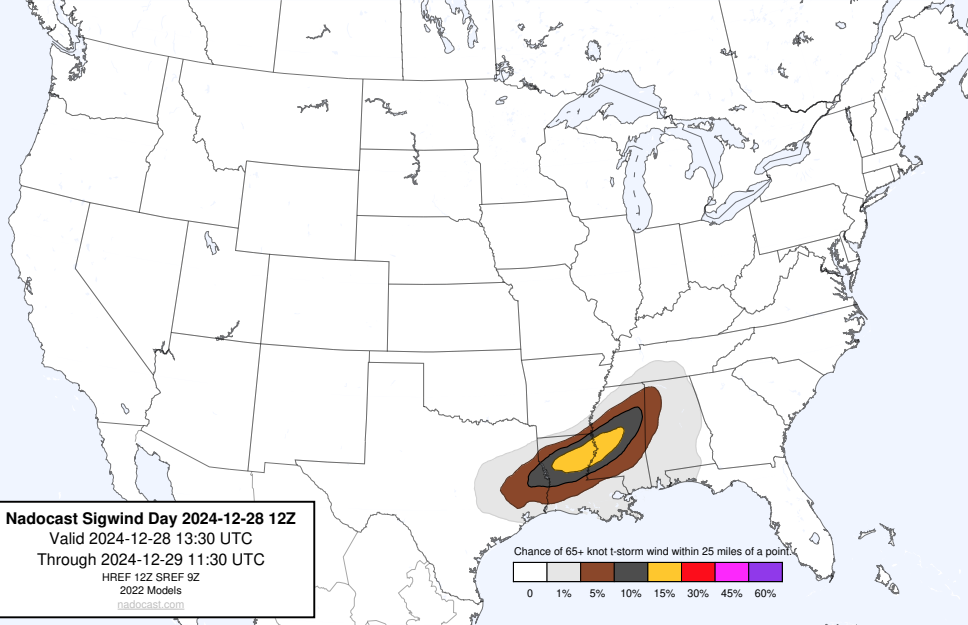 Nadocast Sigwind Day 2024-12-28 12Z
Valid 2024-12-28 13:30 UTC
Through 2024-12-29 11:30 UTC
HREF 12Z SREF 9Z
2022 Models
nadocast.com
Chance of 65+ knot t-storm wind within 25 miles of a point.
0 1% 5% 10% 15% 30% 45% 60%